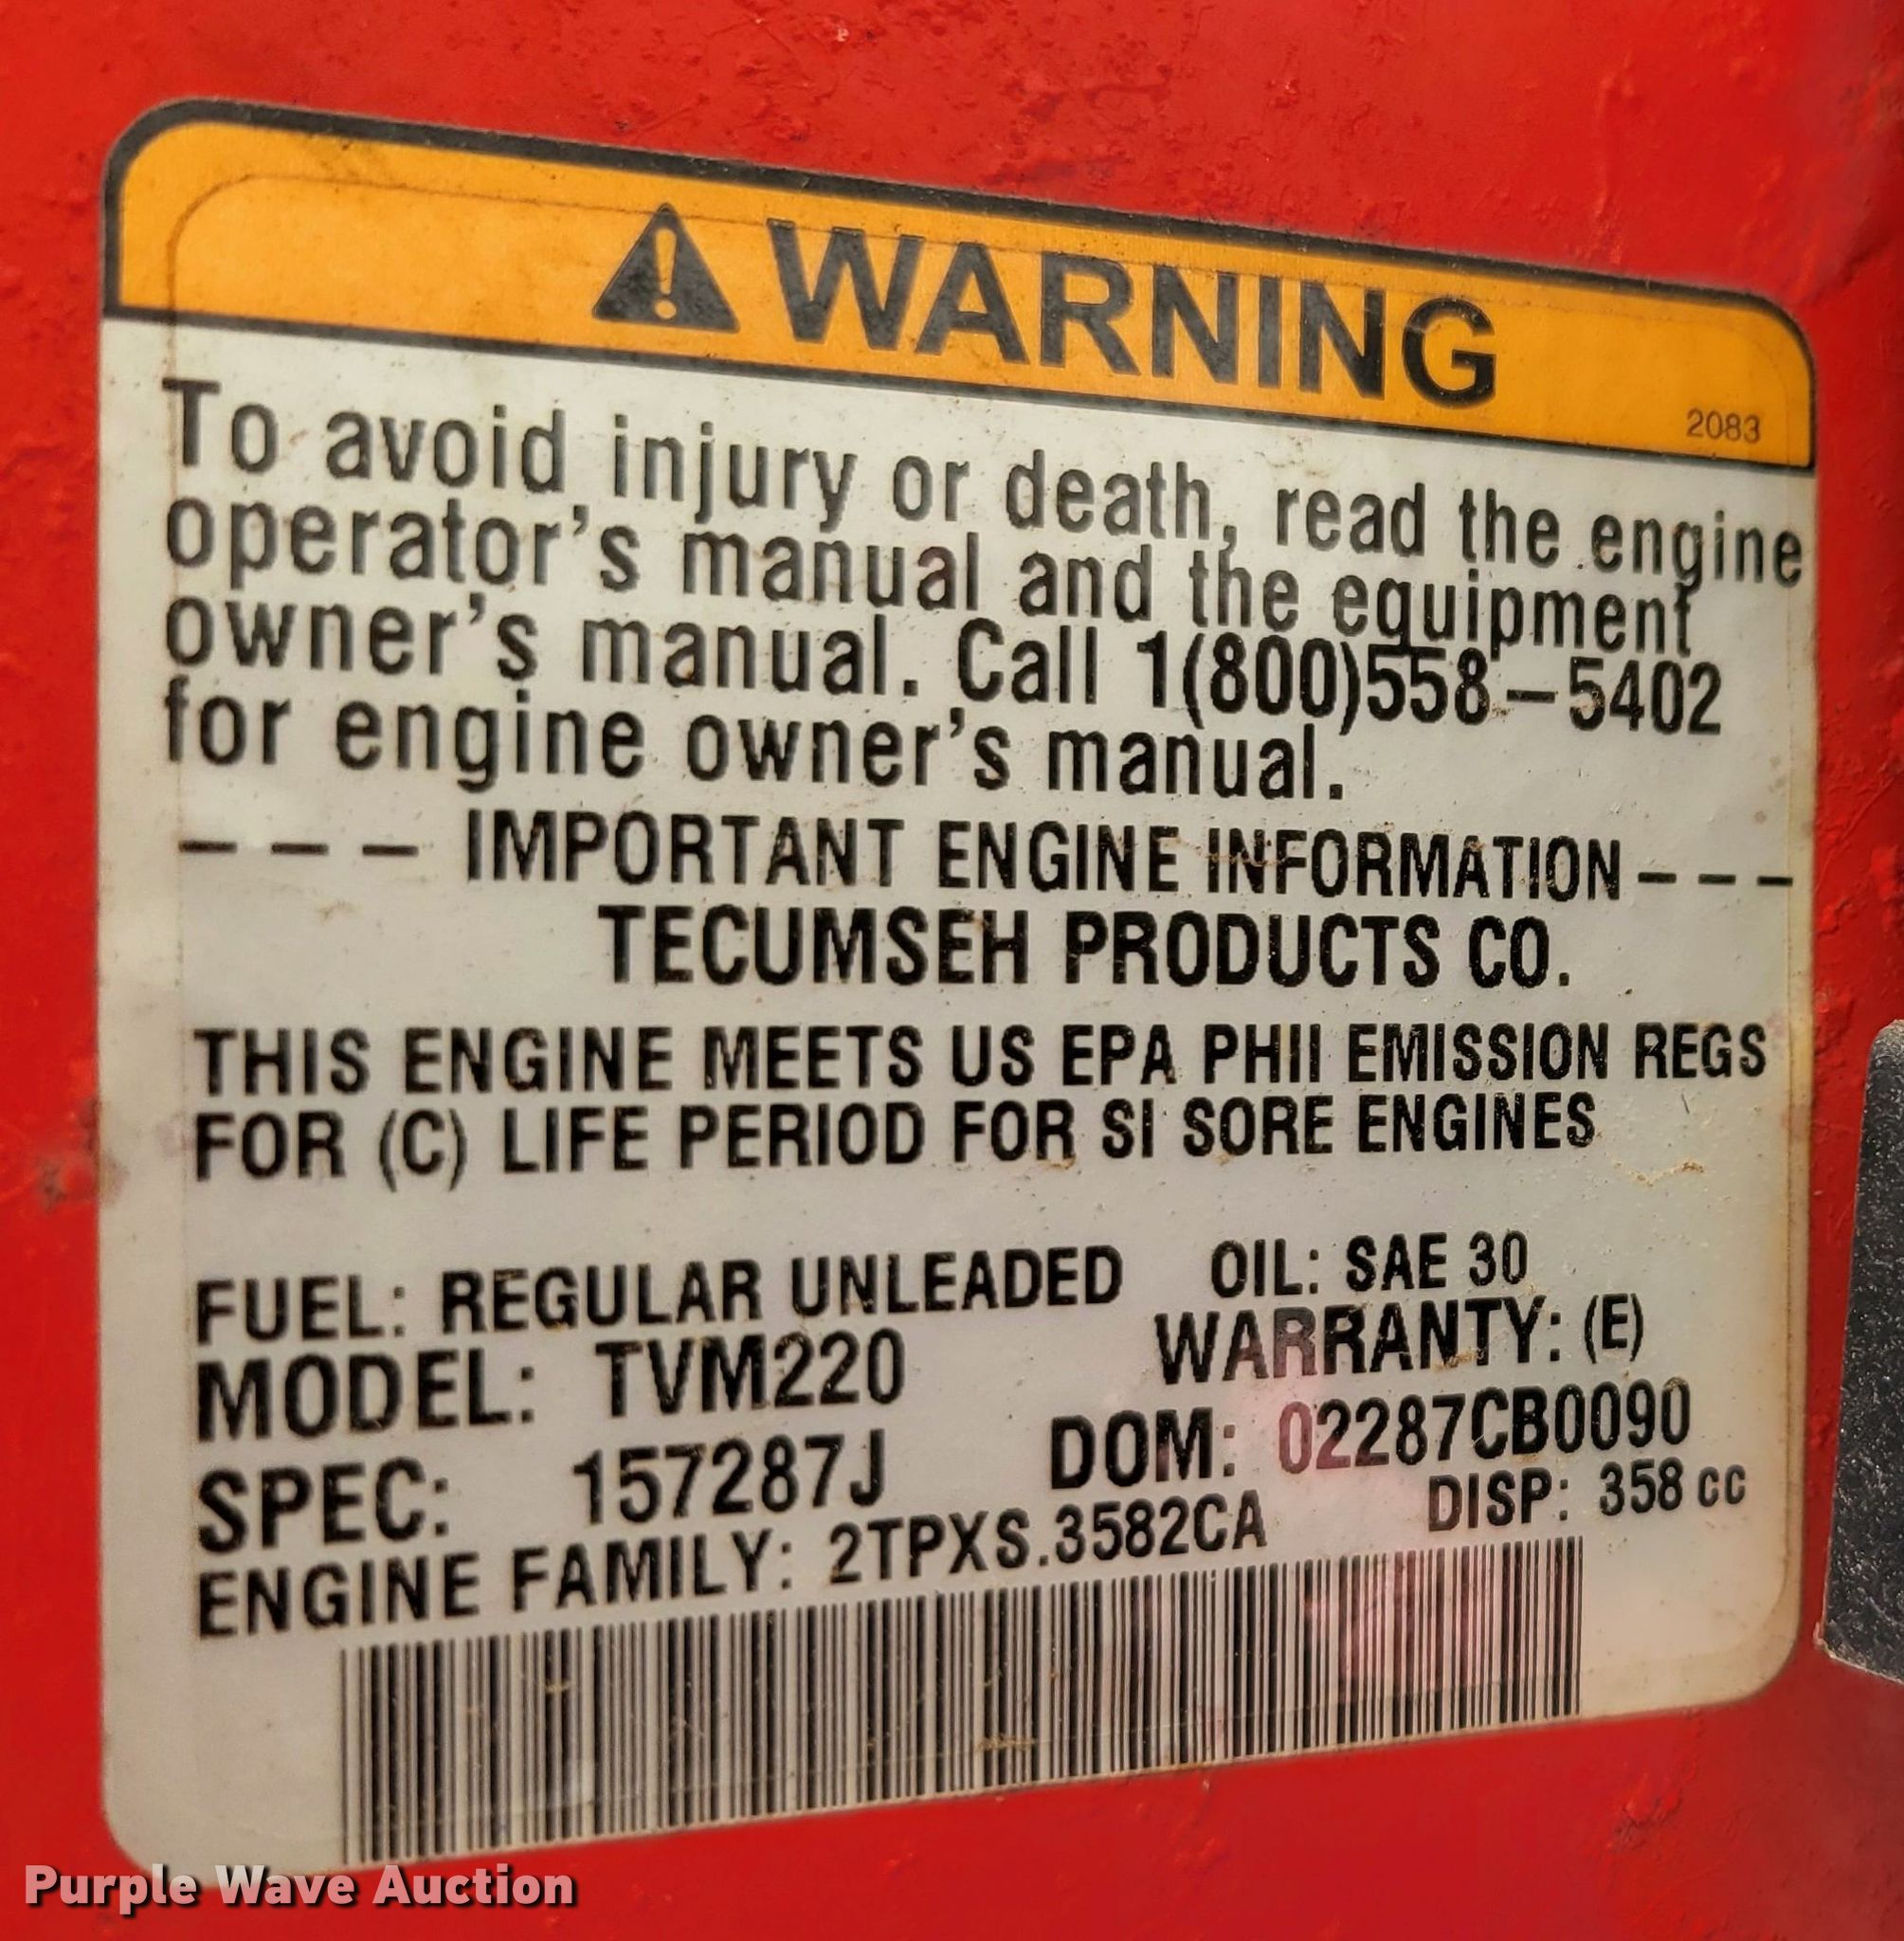 WARNING
2083
To avoid injury or death, read the engine
operator's manual and the equipment
owner's manual. Call 1(800)558-5402
for engine owner's manual.
--- IMPORTANT ENGINE INFORMATION---
TECUMSEH PRODUCTS CO.
THIS ENGINE MEETS US EPA PHII EMISSION REGS
FOR (C) LIFE PERIOD FOR SI SORE ENGINES
FUEL: REGULAR UNLEADED OIL: SAE 30
MODEL: TVM220 WARRANTY: (E)
SPEC: 157287J DOM: 02287CB0090
ENGINE FAMILY: 2TPXS.3582CA DISP: 358 cc
Purple Wave Auction